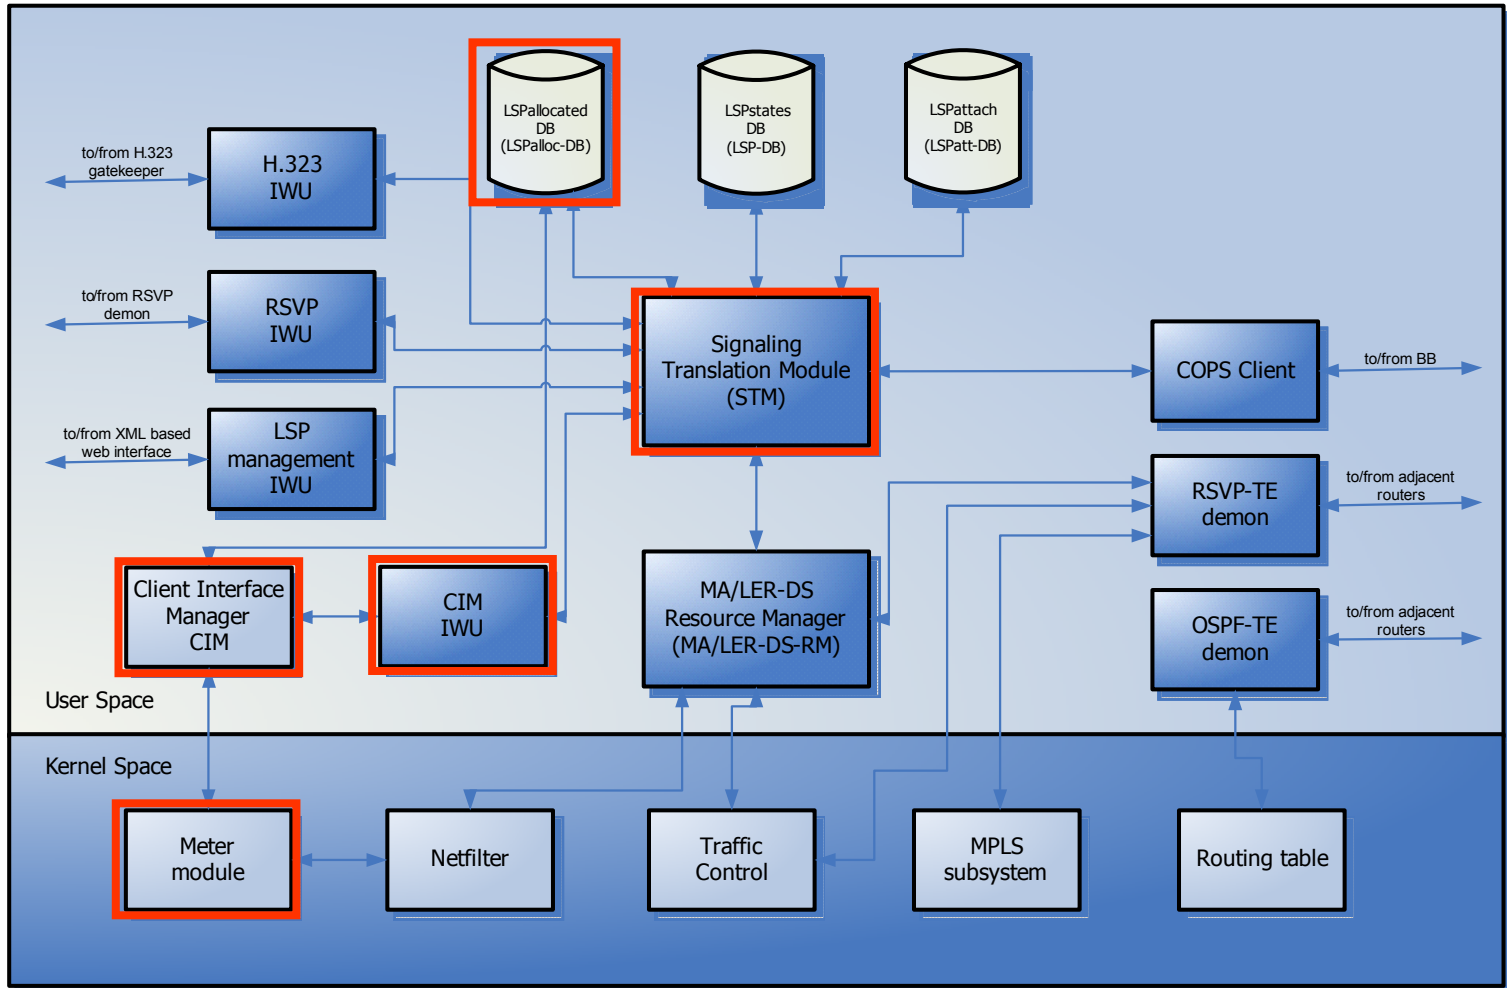 LSPallocated
DB
(LSPalloc-DB)
LSPstates
DB
(LSP-DB)
LSPattach
DB
(LSPatt-DB)
to/from H.323
gatekeeper
H.323
IWU
to/from RSVP
demon
RSVP
IWU
Signaling
Translation Module
(STM)
COPS Client
to/from BB
to/from XML based
web interface
LSP
management
IWU
RSVP-TE
demon
to/from adjacent
routers
Client Interface
Manager
CIM
CIM
IWU
MA/LER-DS
Resource Manager
(MA/LER-DS-RM)
OSPF-TE
demon
to/from adjacent
routers
User Space
Kernel Space
Meter
module
Netfilter
Traffic
Control
MPLS
subsystem
Routing table